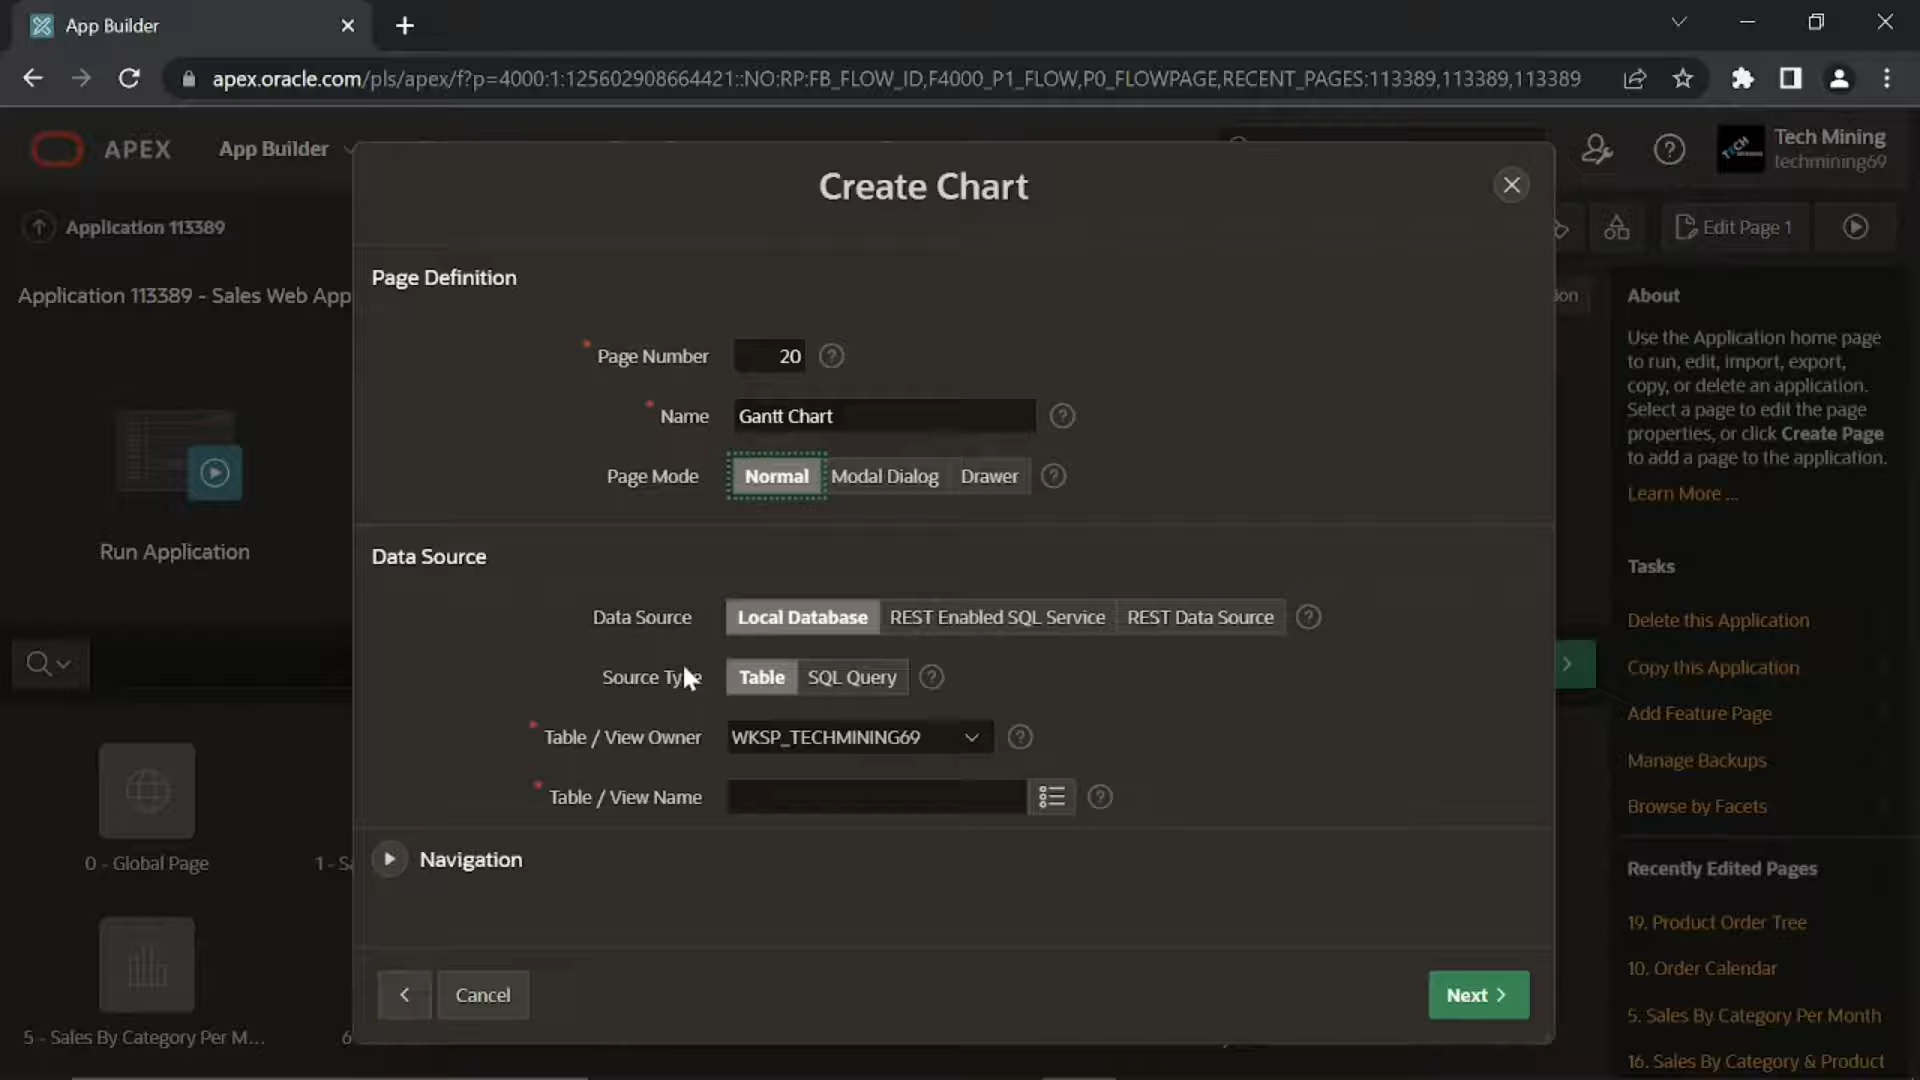 App Builder
apex.oracle.com/pls/apex/f?p=4000:1:125602908664421::NO:RP:FB_FLOW_ID,F4000_P1_FLOW,P0_FLOWPAGE,RECENT_PAGES:113389,113389,113389
APEX
App Builder
Tech Mining
techmining69
Create Chart
Application 113389
Edit Page 1
Application 113389 - Sales Web App
Page Definition
About
Use the Application home page
to run, edit, import, export,
copy, or delete an application.
Select a page to edit the page
properties, or click Create Page
to add a page to the application.
Learn More ...
* Page Number 20
* Name Gantt Chart
Page Mode Normal Modal Dialog Drawer
Run Application
Data Source
Tasks
Data Source Local Database REST Enabled SQL Service REST Data Source
Delete this Application
Source Type Table SQL Query
Copy this Application
Add Feature Page
* Table / View Owner WKSP_TECHMINING69
Manage Backups
* Table / View Name
Browse by Facets
Navigation
0 - Global Page
1 - Sa
Recently Edited Pages
19. Product Order Tree
10. Order Calendar
Cancel
Next
5. Sales By Category Per Month
5 - Sales By Category Per M...
6
16. Sales By Category & Product